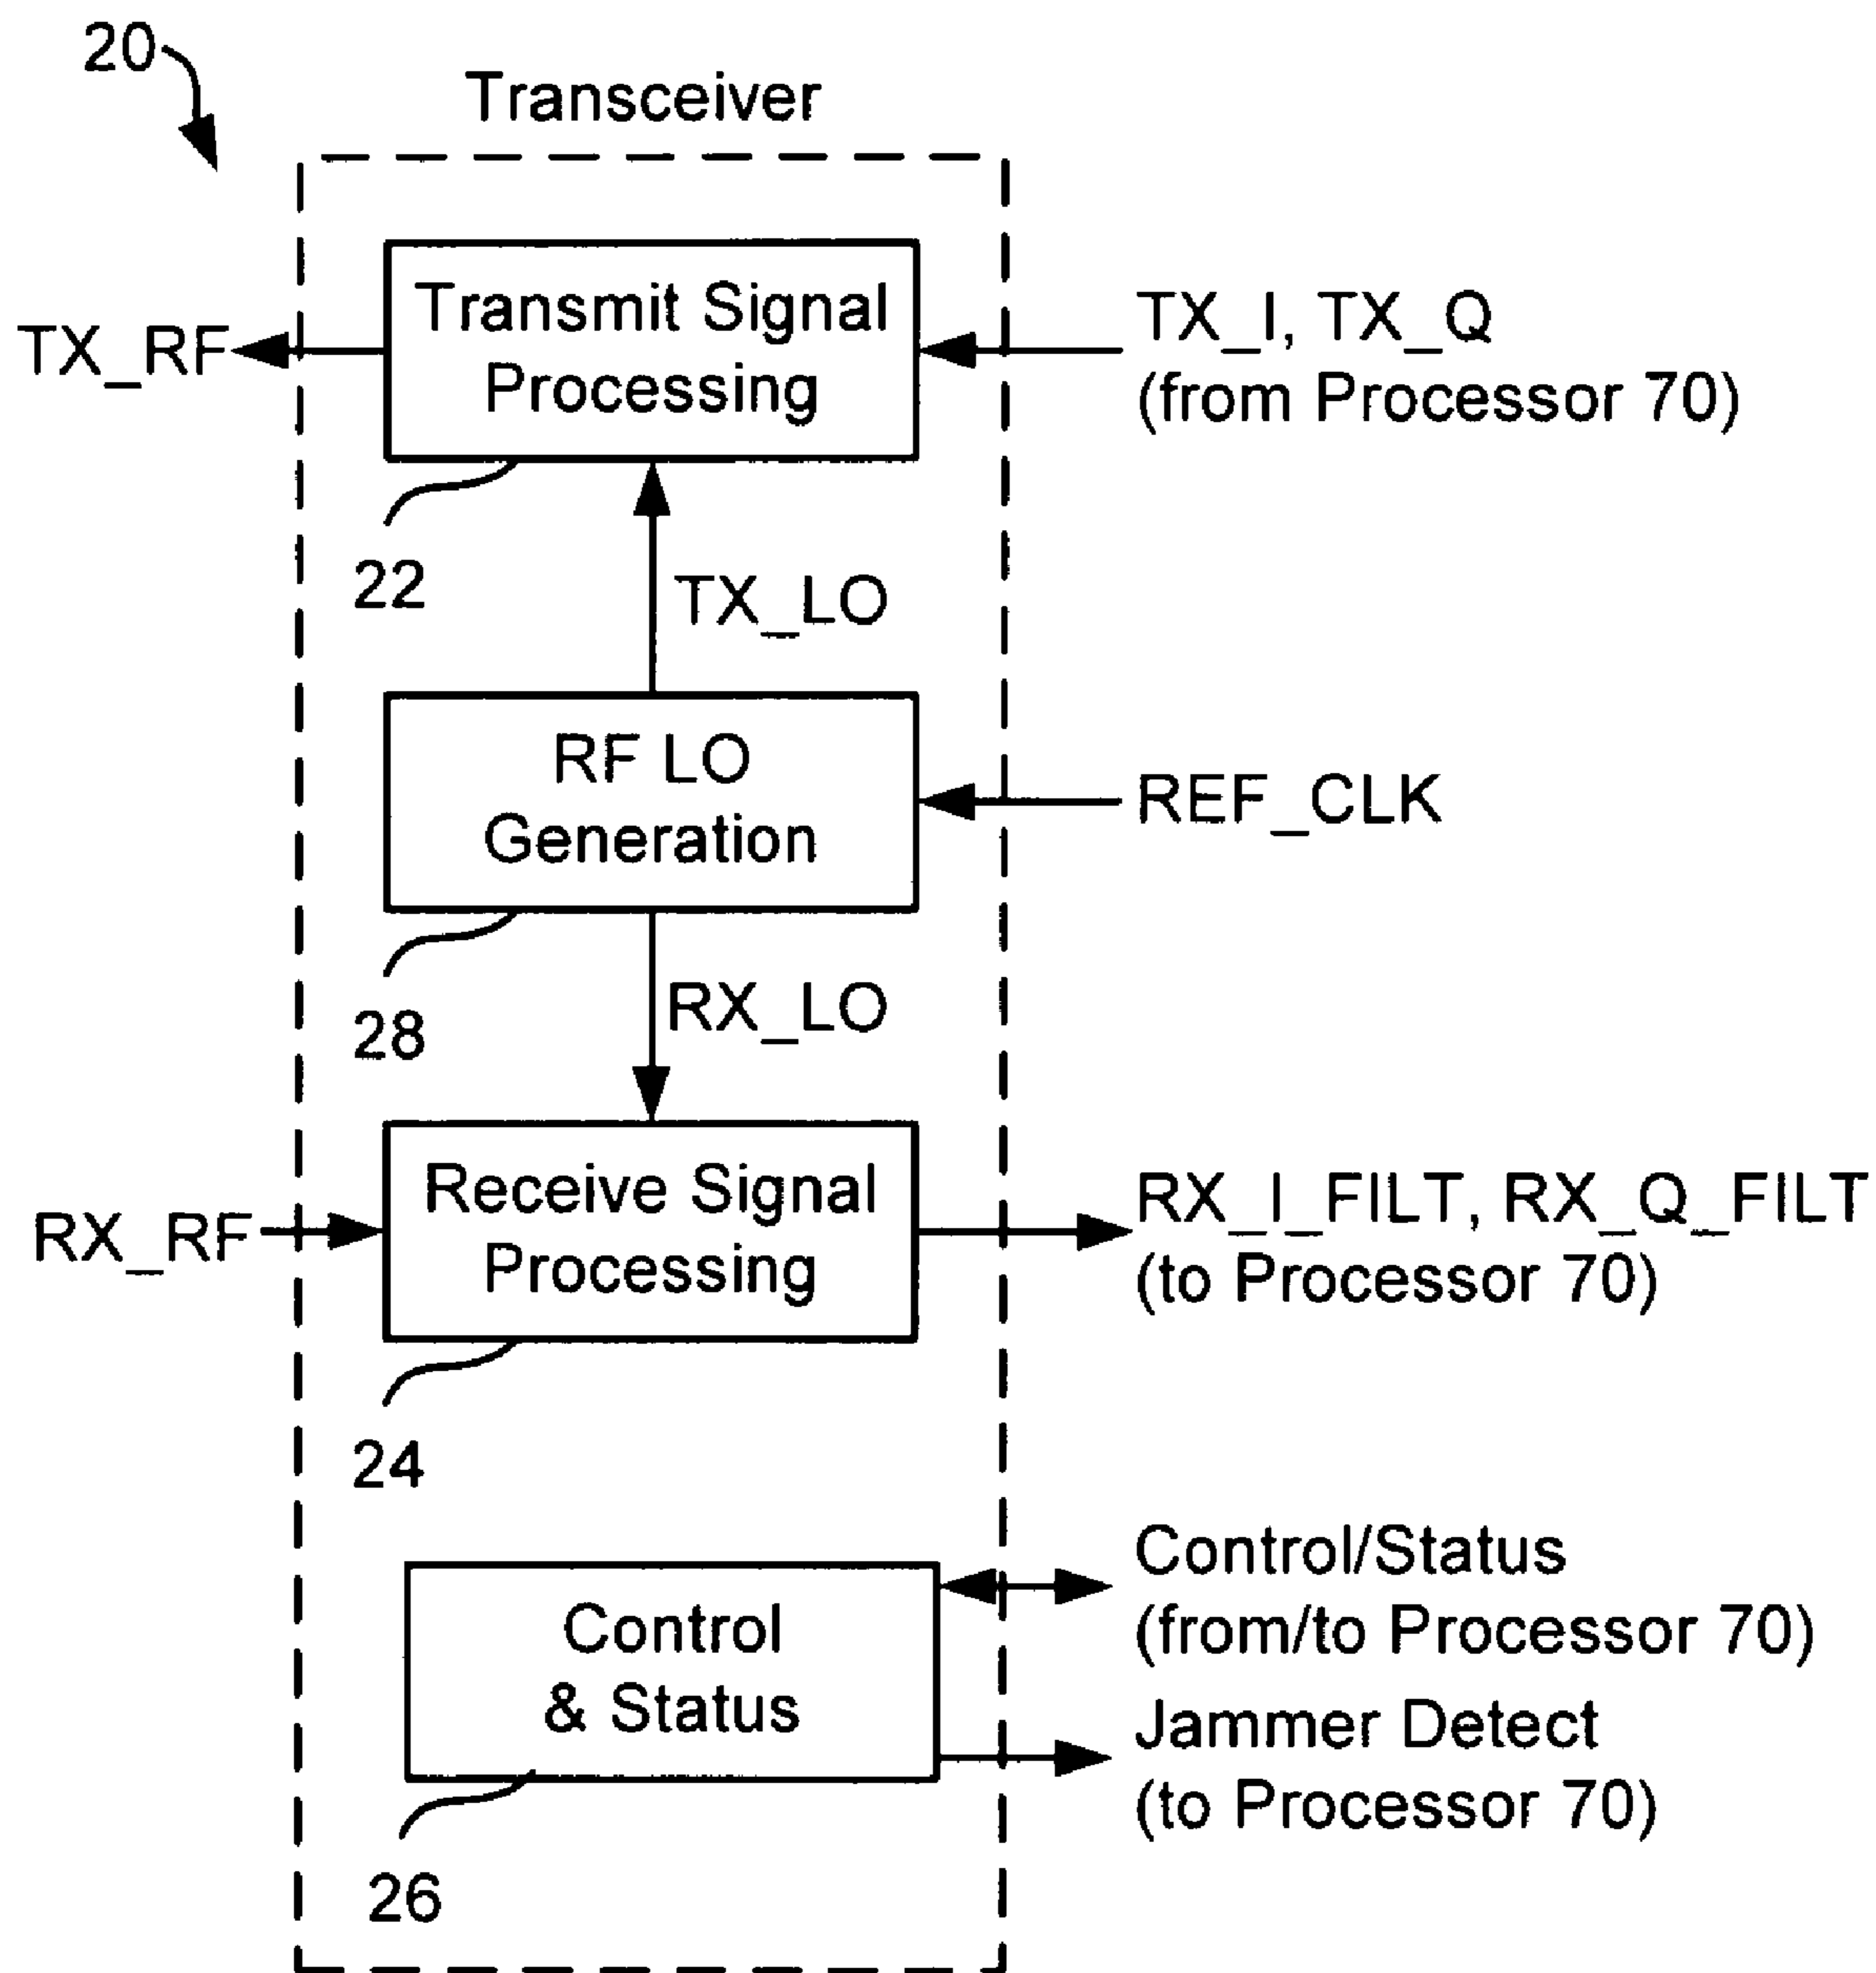 20
Transceiver
Transmit Signal
Processing
TX_RF
TX_I, TX_Q
(from Processor 70)
22
TX_LO
RF LO
Generation
REF_CLK
28
RX_LO
Receive Signal
Processing
RX_RF
RX_I_FILT, RX_Q_FILT
(to Processor 70)
24
Control
& Status
Control/Status
(from/to Processor 70)
Jammer Detect
(to Processor 70)
26